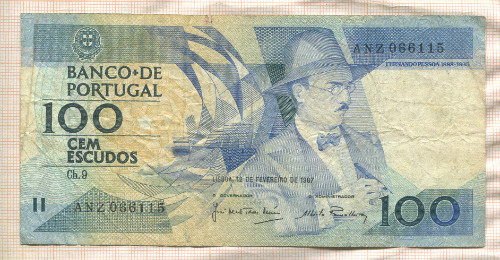 ANZ 066115
FERNANDO PESSOA 1888-1935
BANCO·DE
PORTUGAL
100
CEM
ESCUDOS
Ch. 9
LISBOA, 12 DE FEVEREIRO DE 1987
O GOVERNADOR
O ADMINISTRADOR
ANZ 066115
100